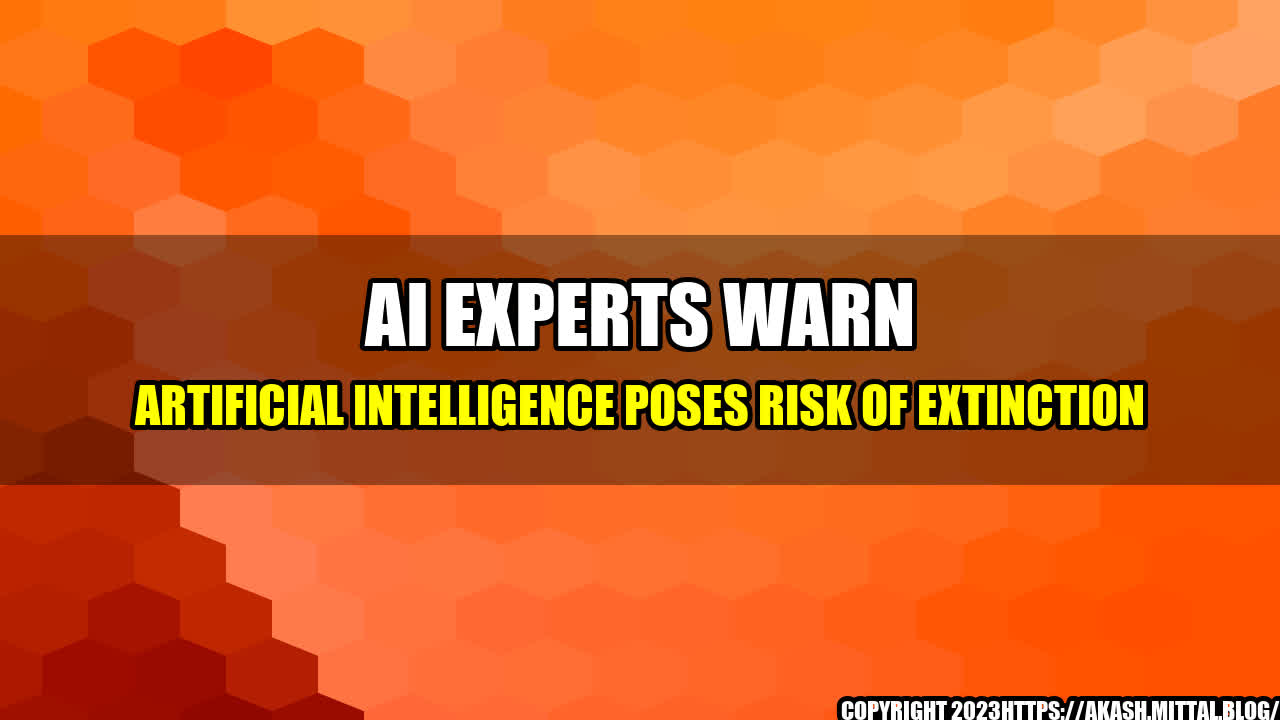 AI EXPERTS WARN
ARTIFICIAL INTELLIGENCE POSES RISK OF EXTINCTION
COPYRIGHT 2023HTTPS://AKASH.MITTAL.BLOG/